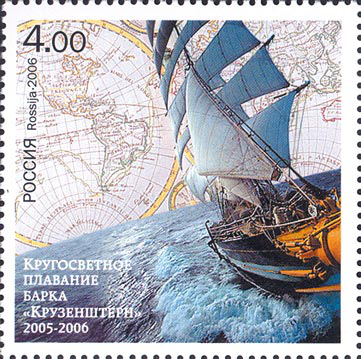 4.00
РОССИЯ
Rossija-2006
КРУГОСВЕТНОЕ
ПЛАВАНИЕ
БАРКА
«КРУЗЕНШТЕРН»
2005-2006